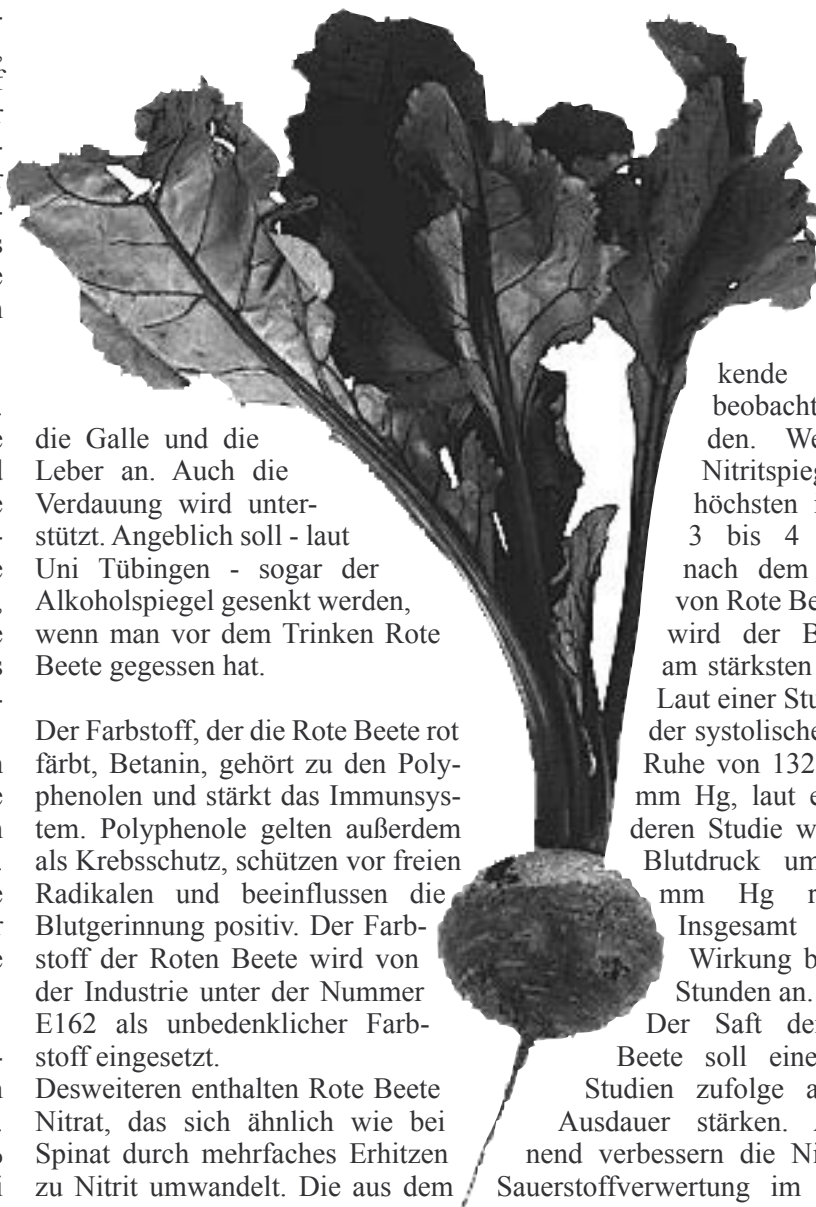 die Galle und die
Leber an. Auch die
Verdauung wird unter-
stützt. Angeblich soll - laut
Uni Tübingen - sogar der
Alkoholspiegel gesenkt werden,
wenn man vor dem Trinken Rote
Beete gegessen hat.
Der Farbstoff, der die Rote Beete rot
färbt, Betanin, gehört zu den Poly-
phenolen und stärkt das Immunsys-
tem. Polyphenole gelten außerdem
als Krebsschutz, schützen vor freien
Radikalen und beeinflussen die
Blutgerinnung positiv. Der Farb-
stoff der Roten Beete wird von
der Industrie unter der Nummer
E162 als unbedenklicher Farb-
stoff eingesetzt.
Desweiteren enthalten Rote Beete
Nitrat, das sich ähnlich wie bei
Spinat durch mehrfaches Erhitzen
zu Nitrit umwandelt. Die aus dem
kende
beobacht
den. We
Nitritspieg
höchsten
3 bis 4
nach dem
von Rote Be
wird der B
am stärksten
Laut einer Stu
der systolische
Ruhe von 132
mm Hg, laut e
deren Studie w
Blutdruck um
mm Hg r
Insgesamt
Wirkung b
Stunden an.
Der Saft der
Beete soll eine
Studien zufolge a
Ausdauer stärken.
nend verbessern die Ni
Sauerstoffverwertung im